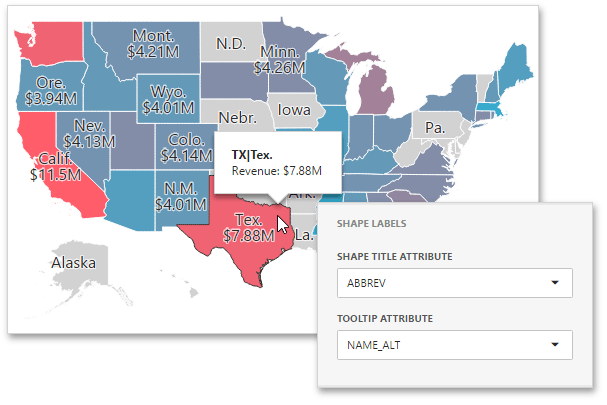 Mont.
$4.21M
N.D.
Minn.
$4.26M
Ore.
$3.94M
Wyo.
$4.01M
Nebr.
Iowa
Pa.
Nev.
$4.13M
Colo.
$4.14M
Calif.
$11.5M
TX|Tex.
Revenue: $7.88M
N.M.
$4.01M
Ark.
Tex.
$7.88M
La.
Alaska
SHAPE LABELS
SHAPE TITLE ATTRIBUTE
ABBREV
TOOLTIP ATTRIBUTE
NAME_ALT